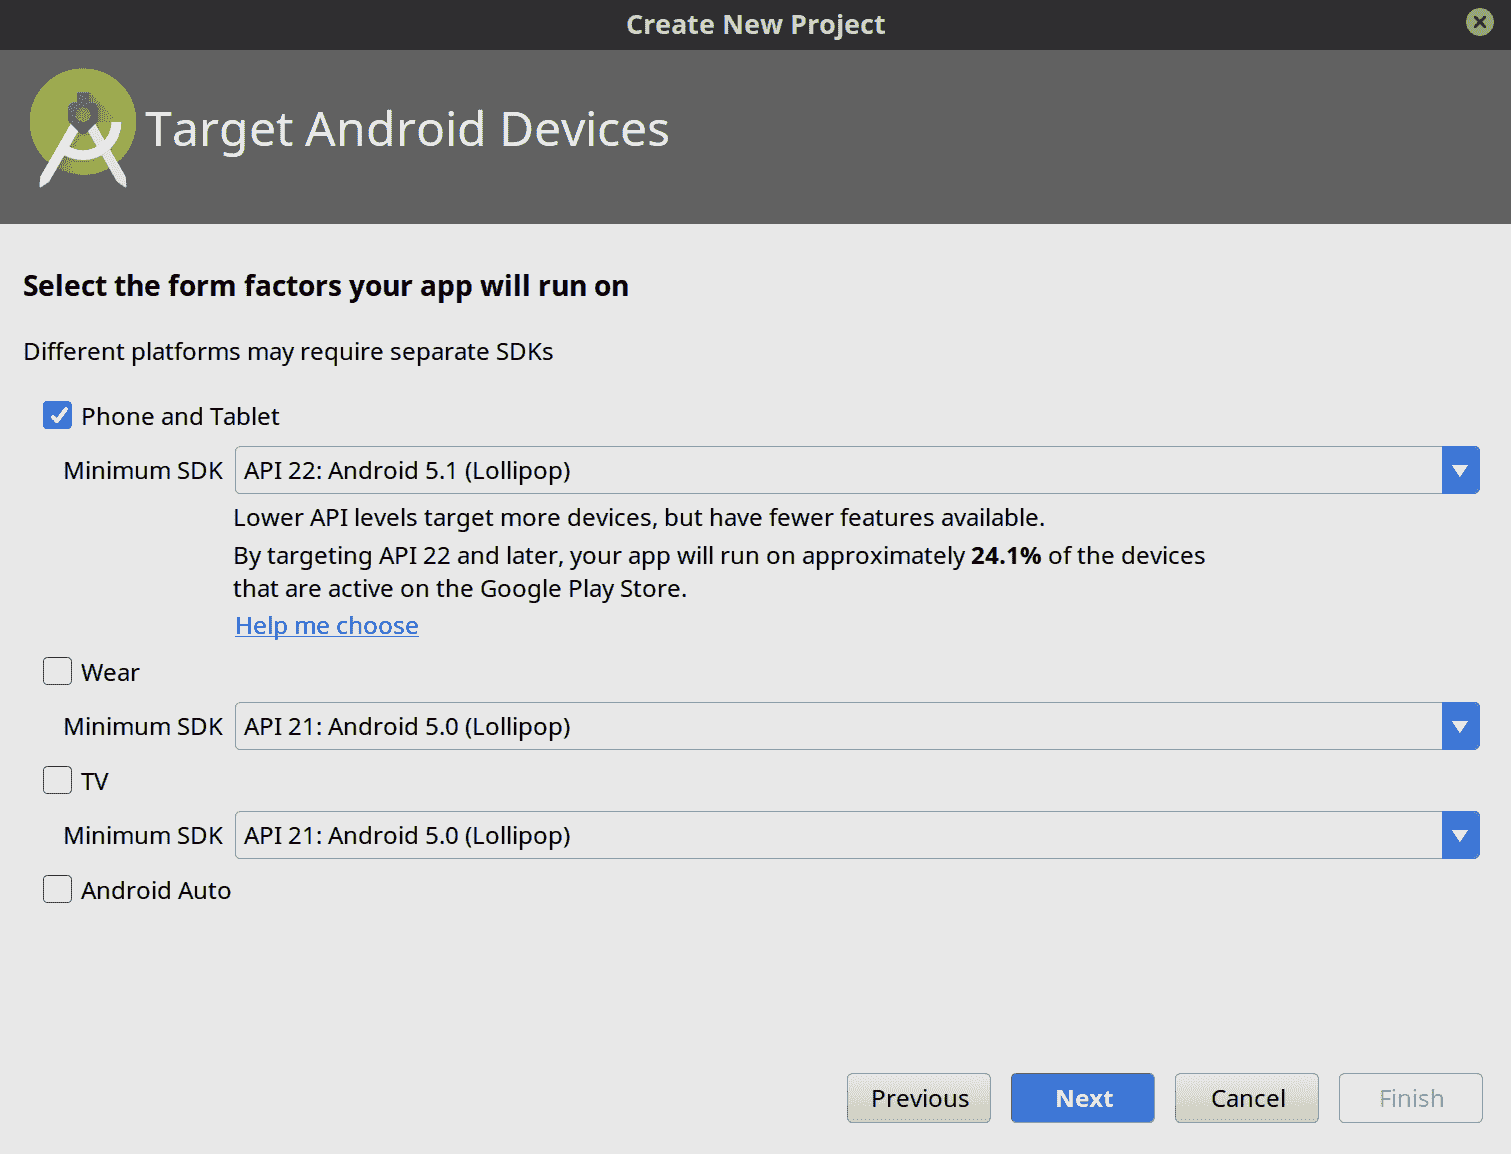 Create New Project
Target Android Devices
Select the form factors your app will run on
Different platforms may require separate SDKs
Phone and Tablet
Minimum SDK API 22: Android 5.1 (Lollipop)
Lower API levels target more devices, but have fewer features available.
By targeting API 22 and later, your app will run on approximately 24.1% of the devices
that are active on the Google Play Store.
Help me choose
Wear
Minimum SDK API 21: Android 5.0 (Lollipop)
TV
Minimum SDK API 21: Android 5.0 (Lollipop)
Android Auto
Previous Next Cancel Finish